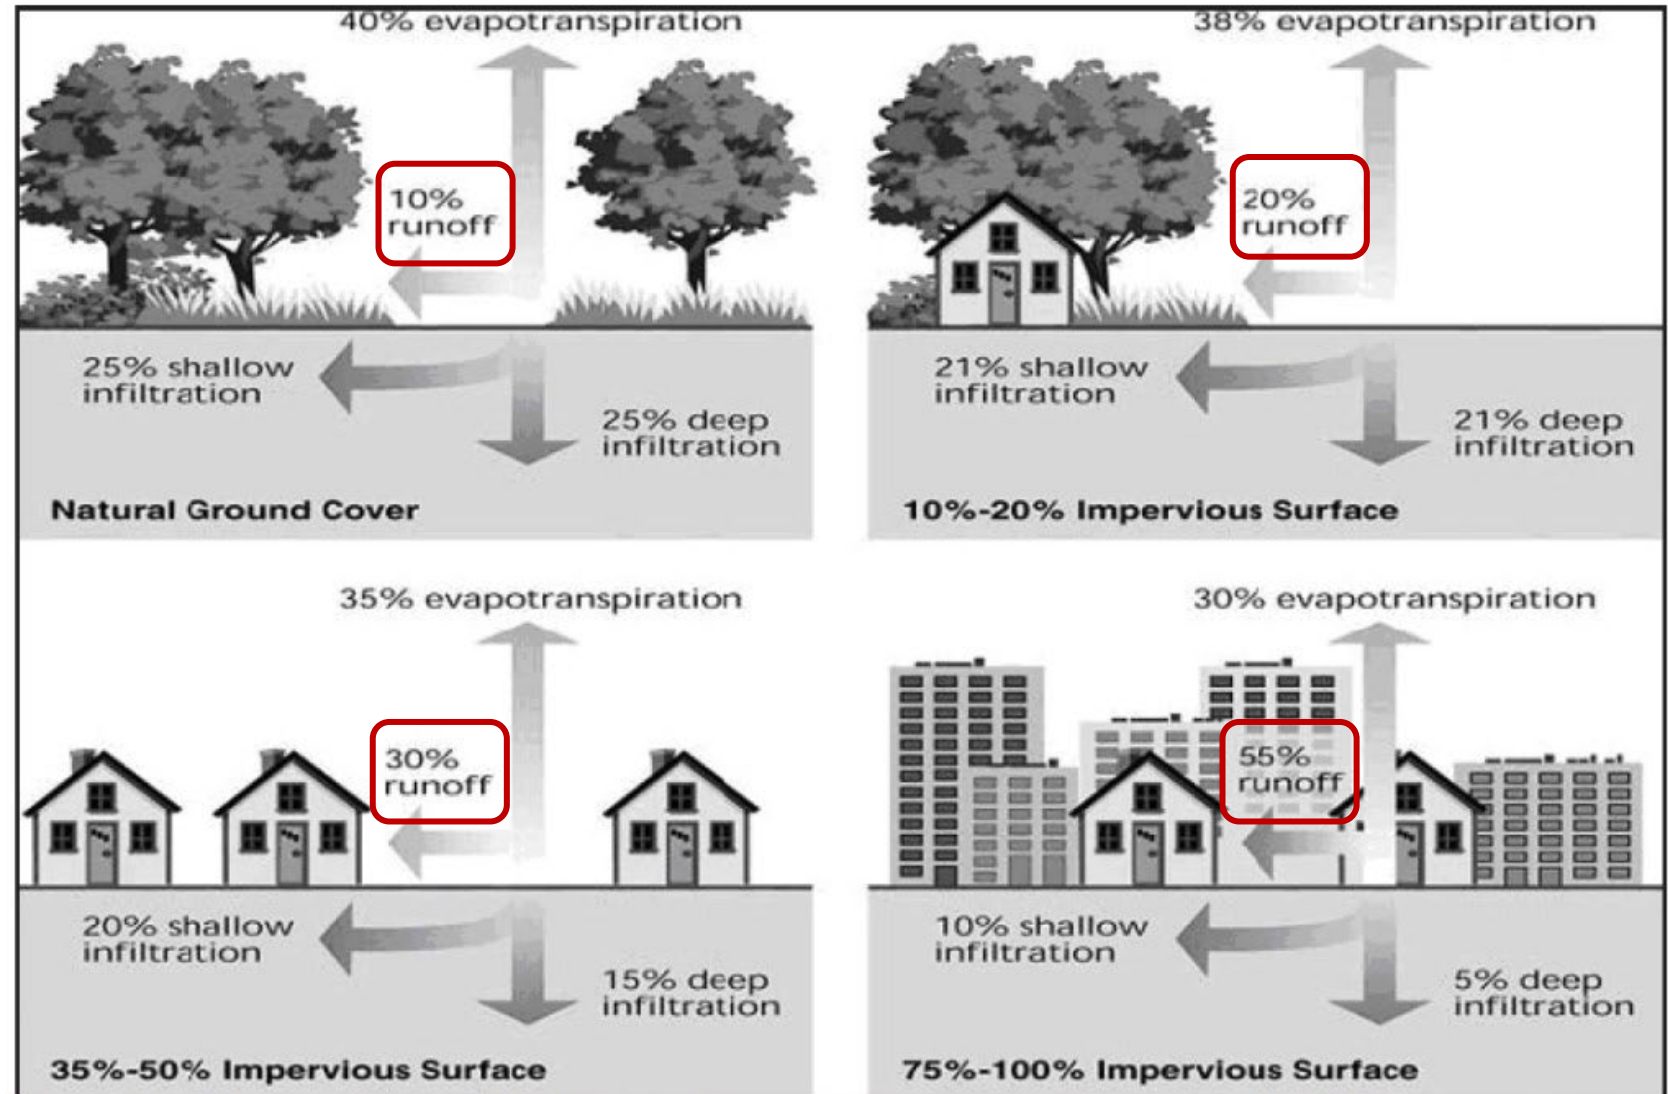 40% evapotranspiration
10%
runoff
25% shallow
infiltration
25% deep
infiltration
Natural Ground Cover
38% evapotranspiration
20%
runoff
21% shallow
infiltration
21% deep
infiltration
10%-20% Impervious Surface
35% evapotranspiration
30%
runoff
20% shallow
infiltration
15% deep
infiltration
35%-50% Impervious Surface
30% evapotranspiration
55%
runoff
10% shallow
infiltration
5% deep
infiltration
75%-100% Impervious Surface